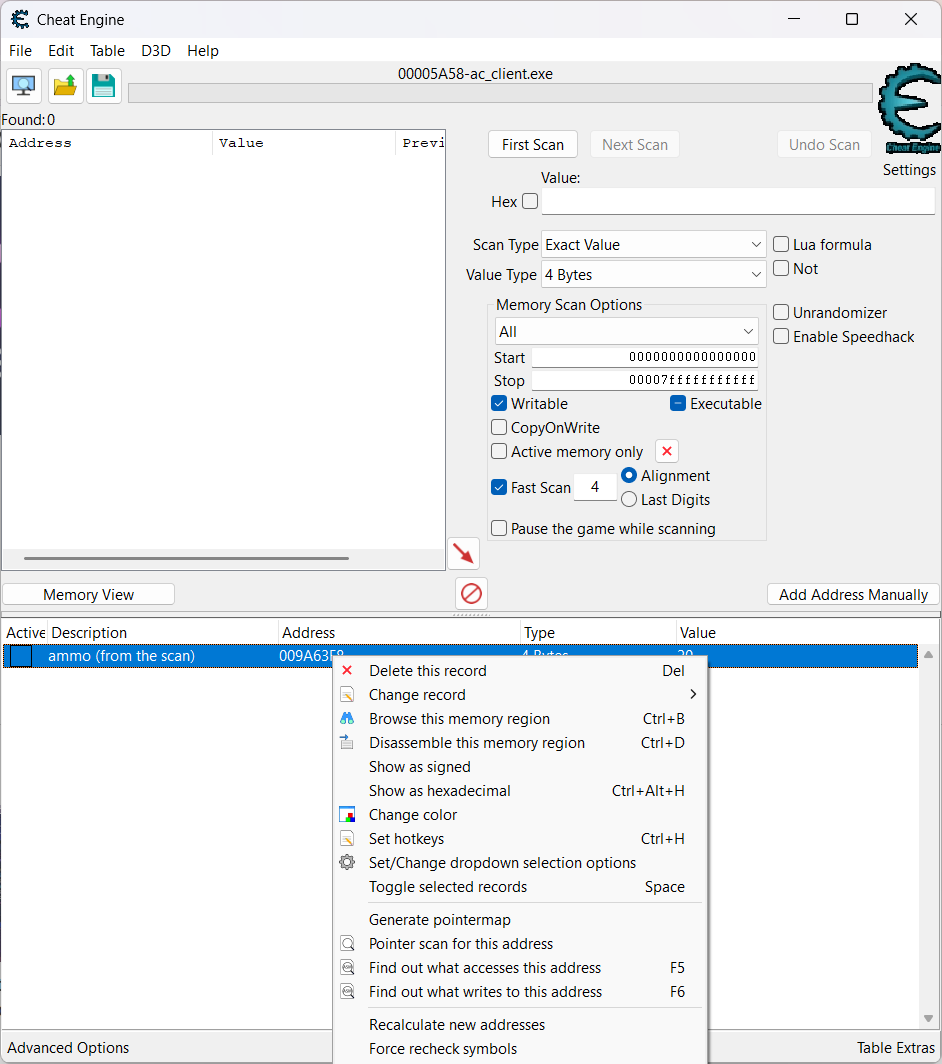 Cheat Engine
File Edit Table D3D Help
00005A58-ac_client.exe
Found:0
Address Value Previ
First Scan Next Scan Undo Scan
Cheat Engine
Settings
Value:
Hex
Scan Type Exact Value Lua formula
Value Type 4 Bytes Not
Memory Scan Options
All
Unrandomizer
Enable Speedhack
Start 0000000000000000
Stop 00007fffffffffff
Writable Executable
CopyOnWrite
Active memory only
Fast Scan 4 Alignment
Last Digits
Pause the game while scanning
Memory View Add Address Manually
Active Description Address Type Value
ammo (from the scan) 009A63F8 4 Bytes 20
Delete this record Del
Change record
Browse this memory region Ctrl+B
Disassemble this memory region Ctrl+D
Show as signed
Show as hexadecimal Ctrl+Alt+H
Change color
Set hotkeys Ctrl+H
Set/Change dropdown selection options
Toggle selected records Space
Generate pointermap
Pointer scan for this address
Find out what accesses this address F5
Find out what writes to this address F6
Recalculate new addresses
Force recheck symbols
Advanced Options Table Extras